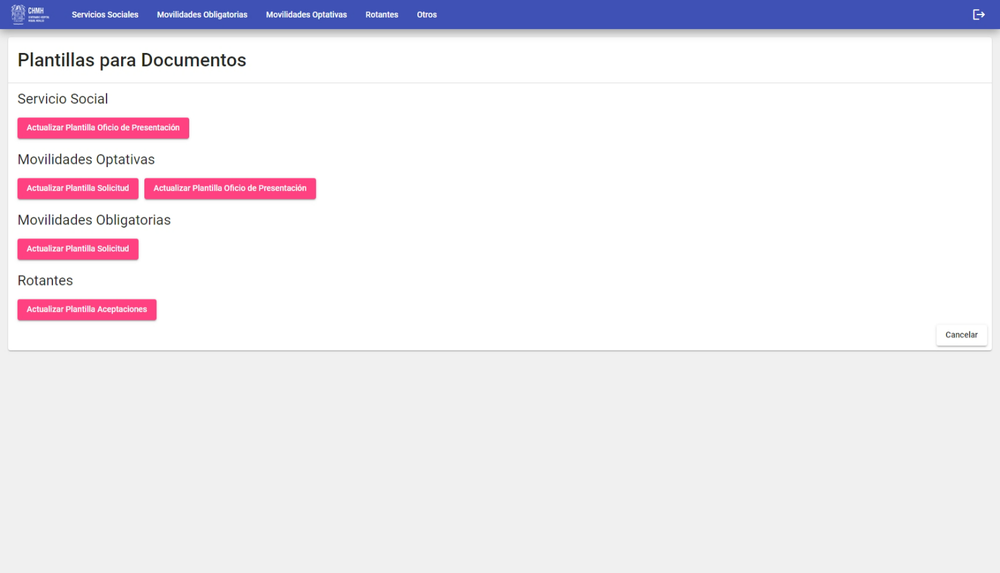 CHMH
Servicios Sociales
Movilidades Obligatorias
Movilidades Optativas
Rotantes
Otros
Plantillas para Documentos
Servicio Social
Actualizar Plantilla Oficio de Presentación
Movilidades Optativas
Actualizar Plantilla Solicitud
Actualizar Plantilla Oficio de Presentación
Movilidades Obligatorias
Actualizar Plantilla Solicitud
Rotantes
Actualizar Plantilla Aceptaciones
Cancelar